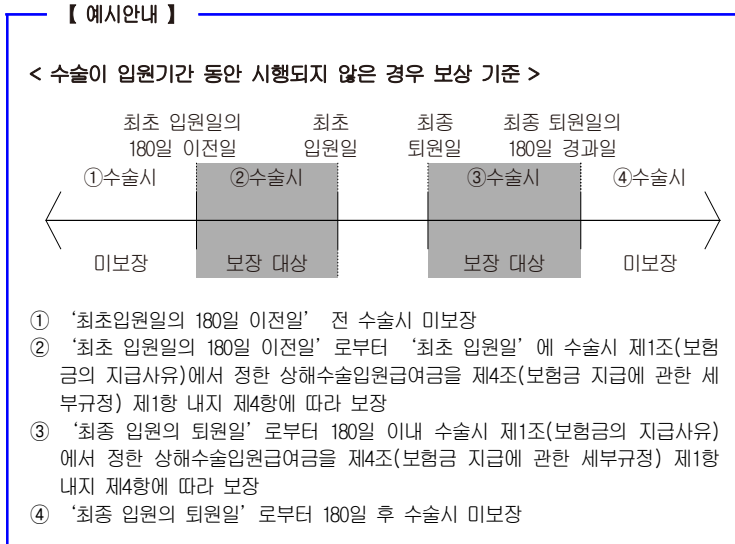 【 예시안내 】
< 수술이 입원기간 동안 시행되지 않은 경우 보상 기준 >
최초 입원일의 최초 최종 최종 퇴원일의
180일 이전일 입원일 퇴원일 180일 경과일
①수술시 ②수술시 ③수술시 ④수술시
미보장 보장 대상 보장 대상 미보장
① ‘최초입원일의 180일 이전일’ 전 수술시 미보장
② ‘최초 입원일의 180일 이전일’로부터 ‘최초 입원일’에 수술시 제1조(보험
금의 지급사유)에서 정한 상해수술입원급여금을 제4조(보험금 지급에 관한 세
부규정) 제1항 내지 제4항에 따라 보장
③ ‘최종 입원의 퇴원일’로부터 180일 이내 수술시 제1조(보험금의 지급사유)
에서 정한 상해수술입원급여금을 제4조(보험금 지급에 관한 세부규정) 제1항
내지 제4항에 따라 보장
④ ‘최종 입원의 퇴원일’로부터 180일 후 수술시 미보장